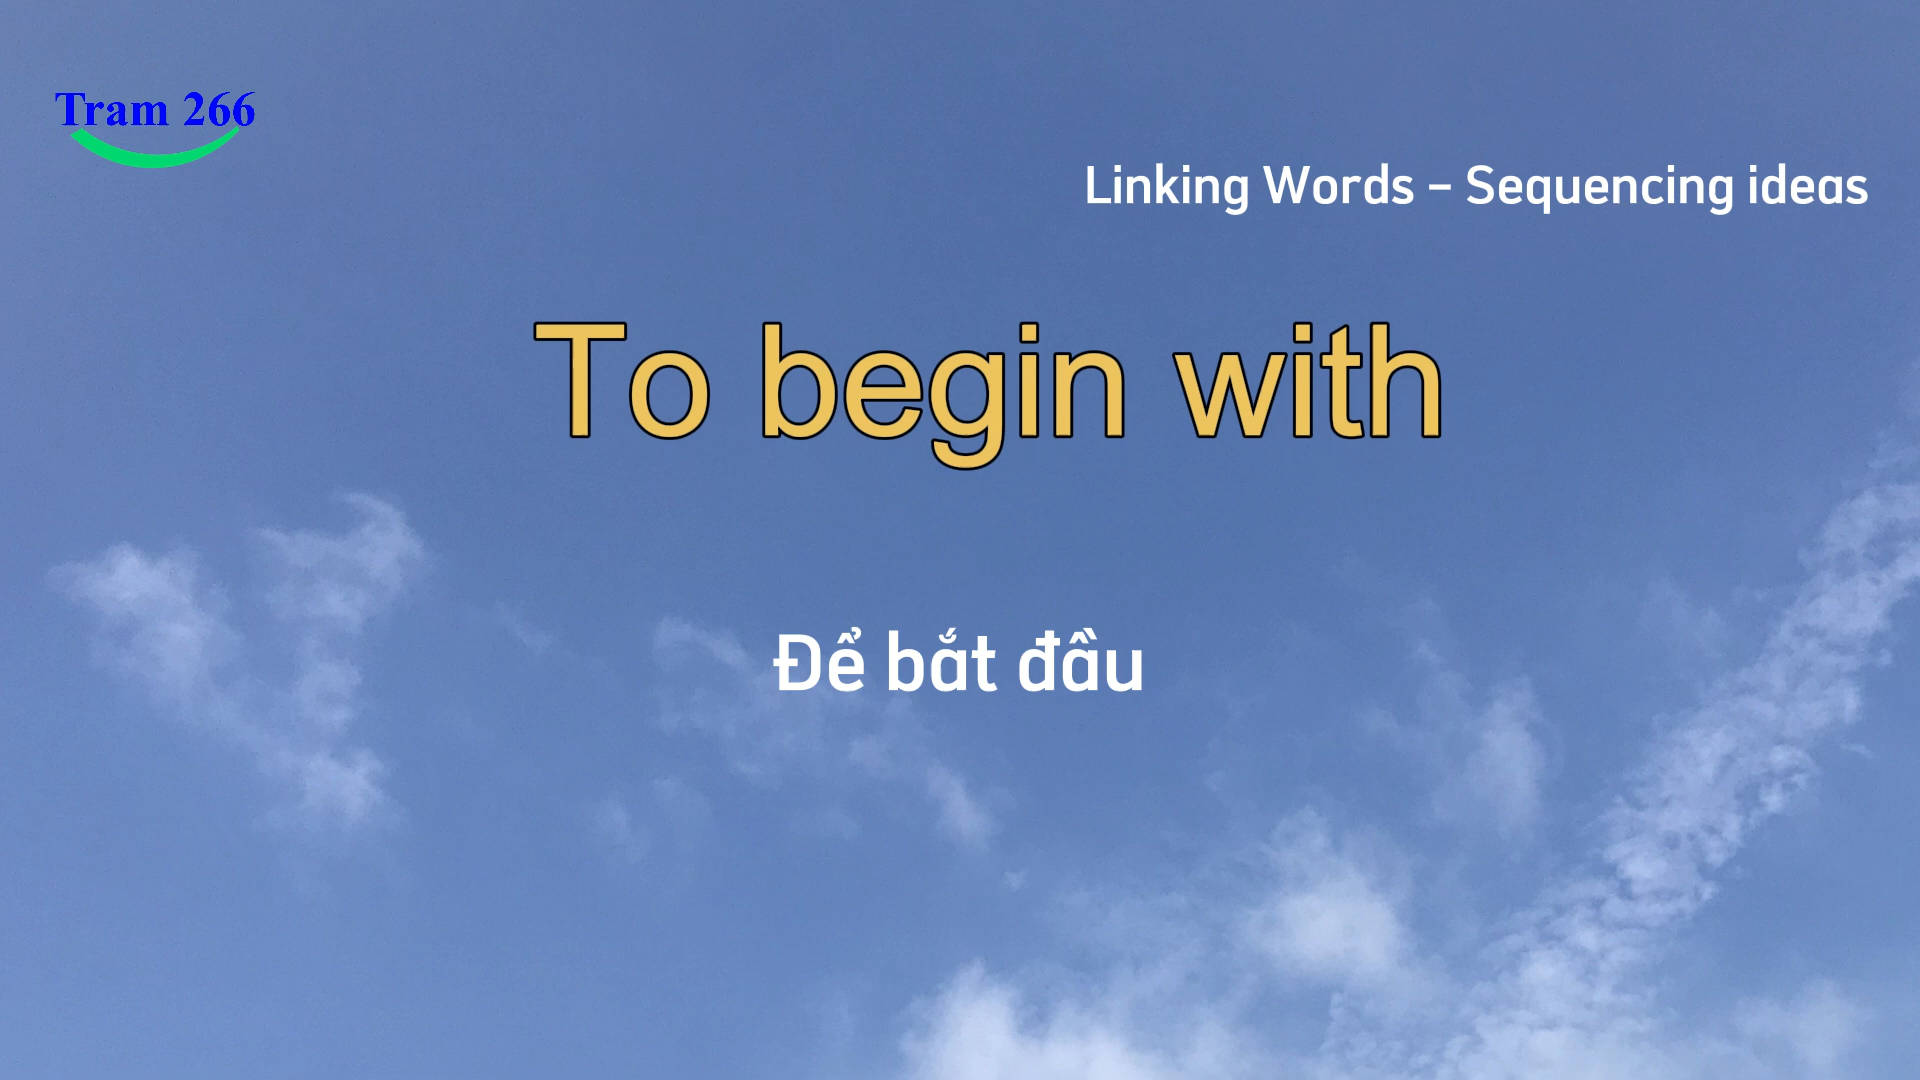 Tram 266
Linking Words – Sequencing ideas
To begin with
Để bắt đầu